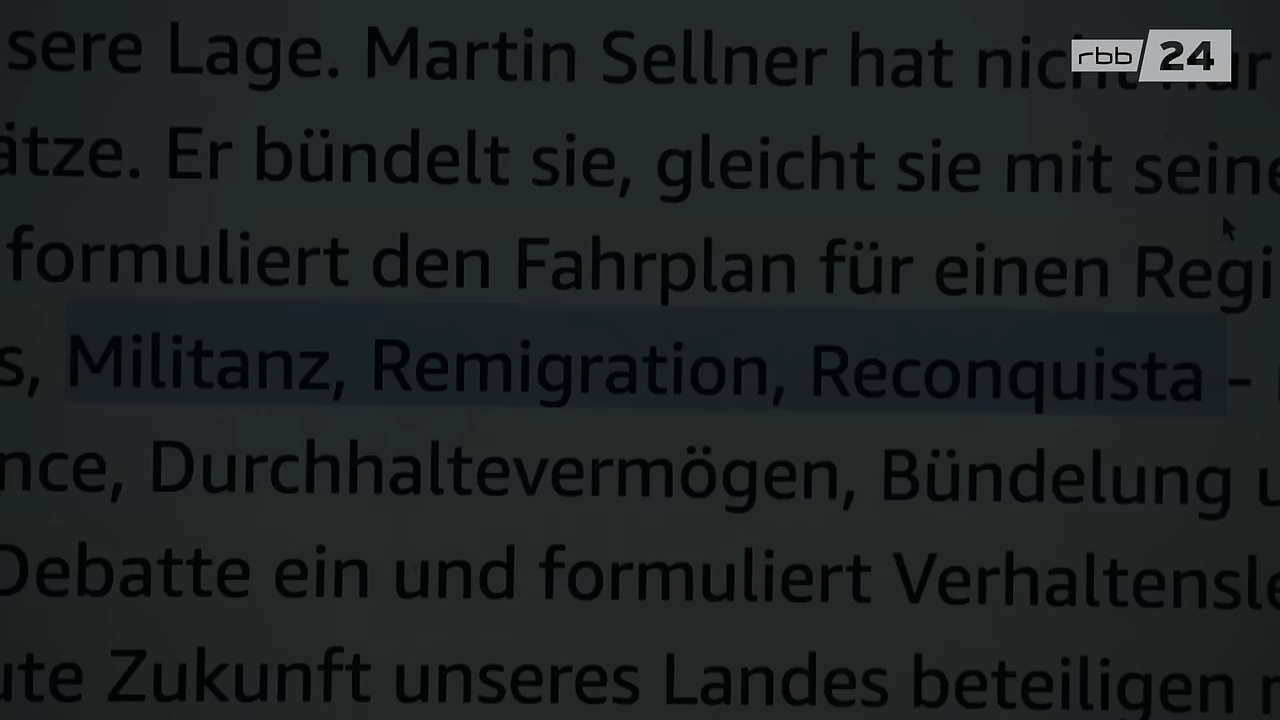 sere Lage. Martin Sellner hat nicht nur
rbb 24
ätze. Er bündelt sie, gleicht sie mit seine
formuliert den Fahrplan für einen Regi
s, Militanz, Remigration, Reconquista -
nce, Durchhaltevermögen, Bündelung u
Debatte ein und formuliert Verhaltensle
ute Zukunft unseres Landes beteiligen